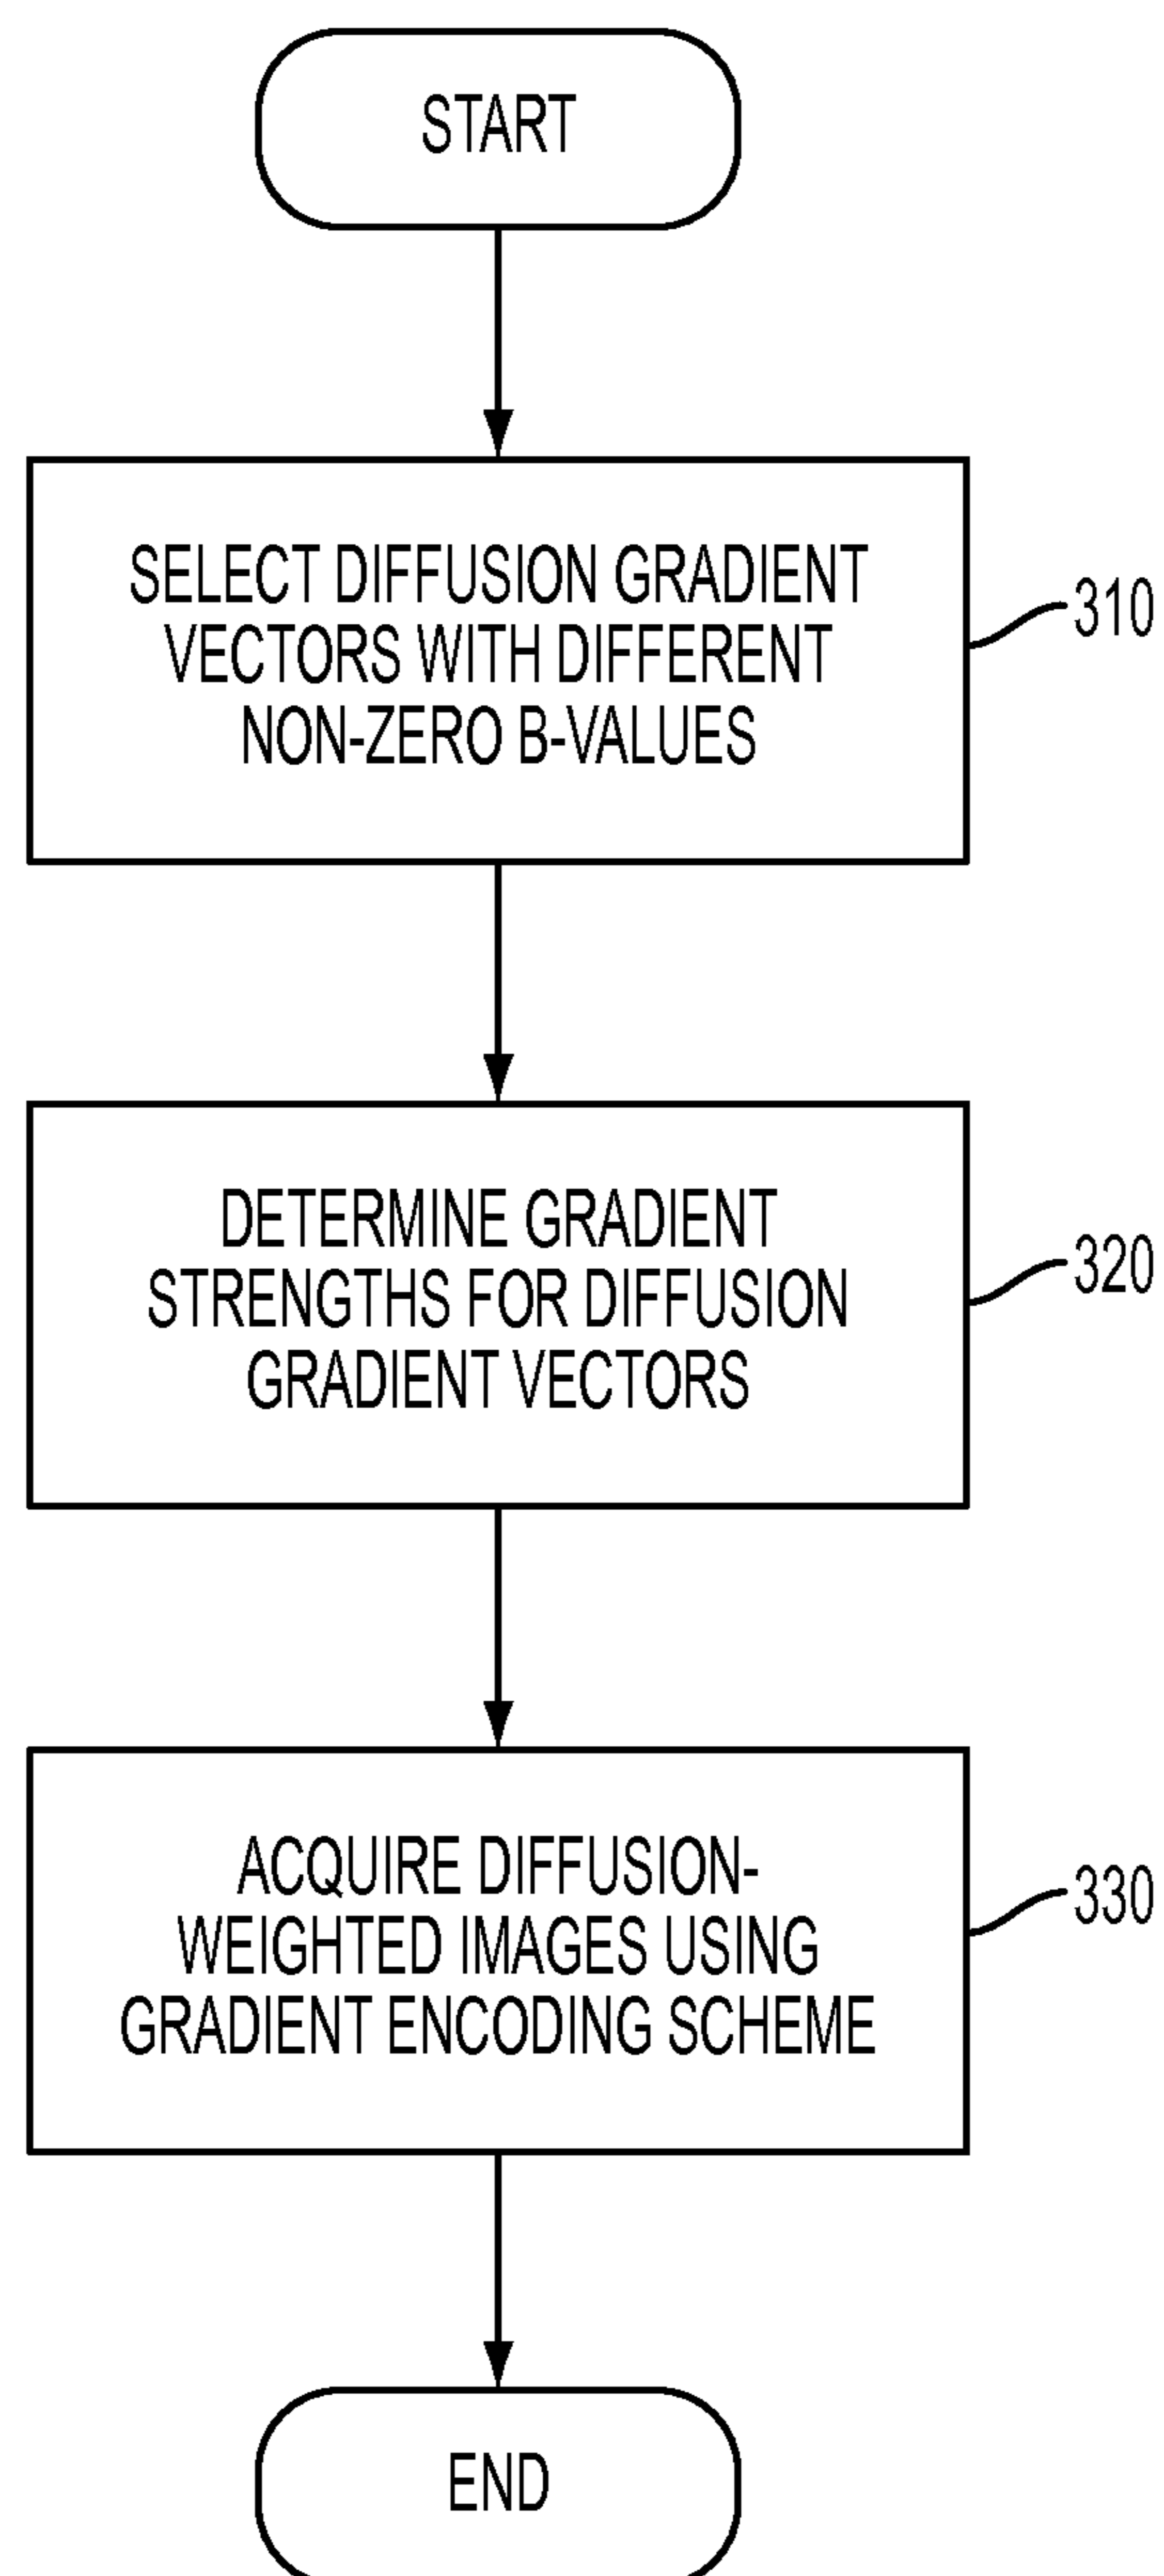 START
SELECT DIFFUSION GRADIENT
VECTORS WITH DIFFERENT
NON-ZERO B-VALUES
310
DETERMINE GRADIENT
STRENGTHS FOR DIFFUSION
GRADIENT VECTORS
320
ACQUIRE DIFFUSION-
WEIGHTED IMAGES USING
GRADIENT ENCODING SCHEME
330
END